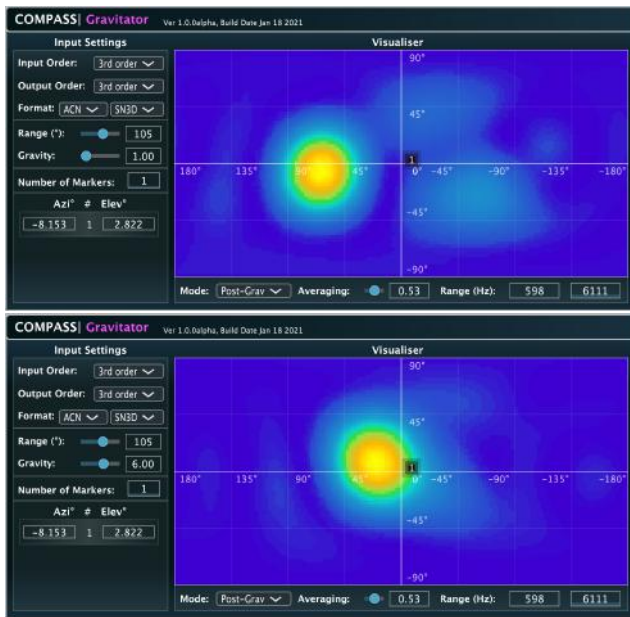 COMPASS| Gravitator Ver 1.0.0alpha, Build Date Jan 18 2021
Input Settings
Visualiser
Input Order: 3rd order
Output Order: 3rd order
Format: ACN SN3D
Range (°): 105
Gravity: 1.00
Number of Markers: 1
Azi° # Elev°
-8.153 1 2.822
90°
45°
1
180° 90° 0° -45° -90° -180°
-45°
-90°
Mode: Post-Grav Averaging: 0.53 Range (Hz): 598 6111
COMPASS| Gravitator Ver 1.0.0alpha, Build Date Jan 18 2021
Input Settings
Visualiser
Input Order: 3rd order
Output Order: 3rd order
Format: ACN SN3D
Range (°): 105
Gravity: 6.00
Number of Markers: 1
Azi° # Elev°
-8.153 1 2.822
90°
45°
1
180° 90° 0° -45° -90° -180°
-45°
-90°
Mode: Post-Grav Averaging: 0.53 Range (Hz): 598 6111